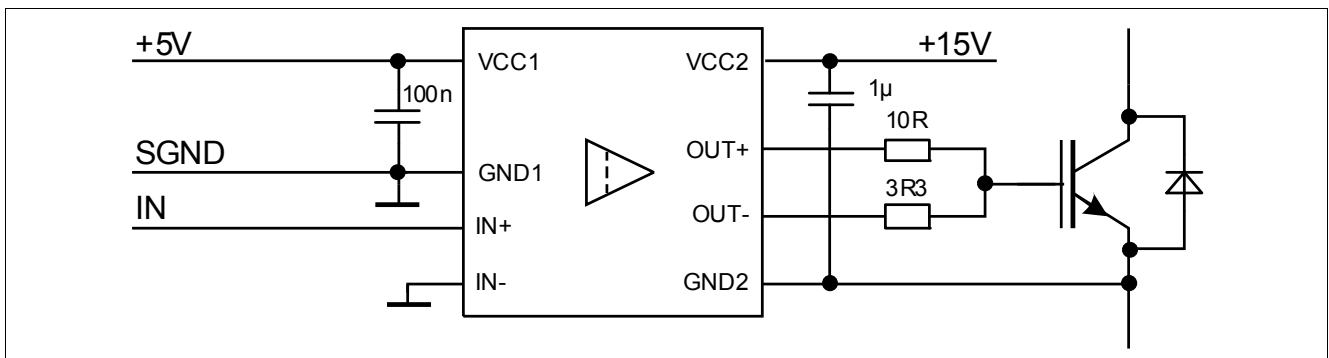 +5V
VCC1
VCC2
+15V
100n
1µ
10R
SGND
GND1
OUT+
3R3
IN
IN+
OUT-
IN-
GND2